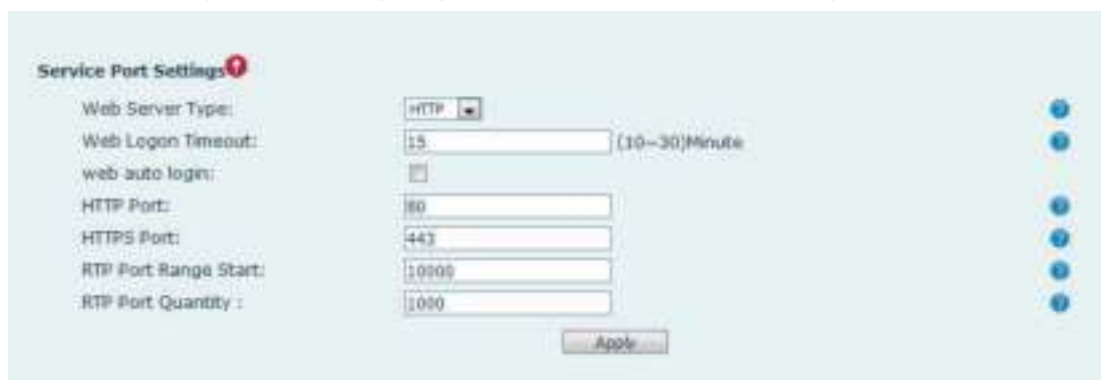 Service Port Settings
Web Server Type: HTTP
Web Logon Timeout: 15 (10~30)Minute
web auto login:
HTTP Port: 80
HTTPS Port: 443
RTP Port Range Start: 10000
RTP Port Quantity : 1000
Apply